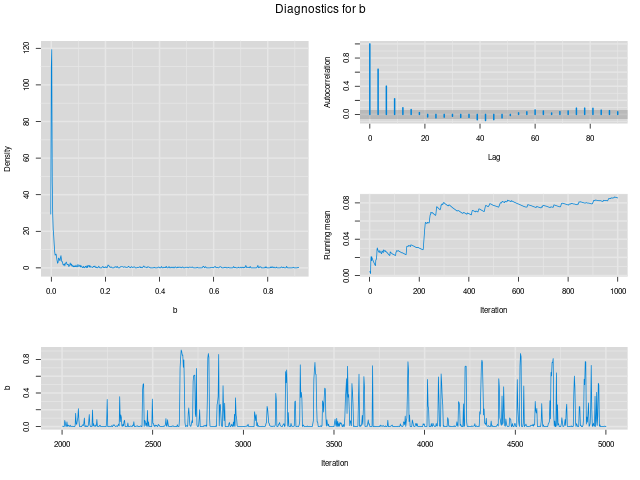 Diagnostics for b
Density
0 20 40 60 80 100 120
0.0 0.2 0.4 0.6 0.8
b
Autocorrelation
0.0 0.4 0.8
0 20 40 60 80
Lag
Running mean
0.00 0.04 0.08
0 200 400 600 800 1000
Iteration
b
0.0 0.4 0.8
2000 2500 3000 3500 4000 4500 5000
Iteration